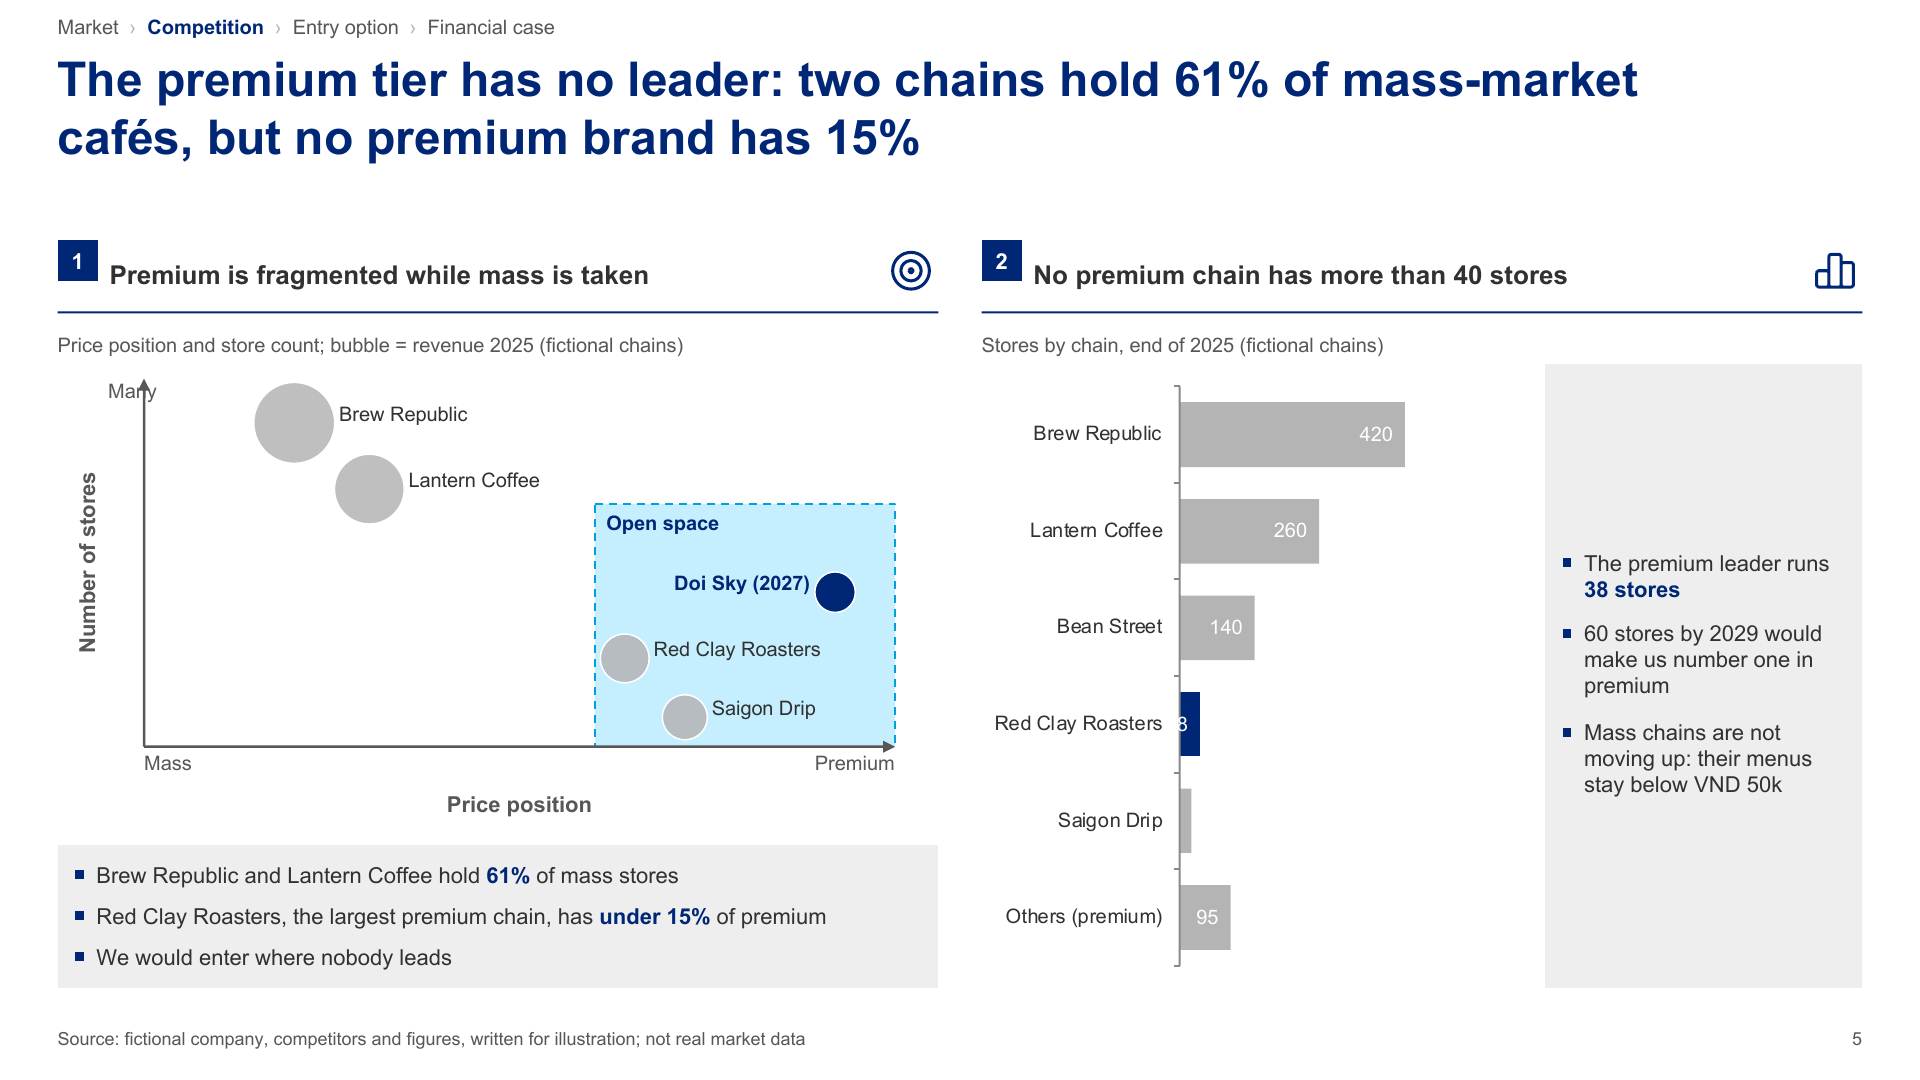 Market › Competition › Entry option › Financial case
The premium tier has no leader: two chains hold 61% of mass-market
cafés, but no premium brand has 15%
1 Premium is fragmented while mass is taken
Price position and store count; bubble = revenue 2025 (fictional chains)
Many
Brew Republic
Lantern Coffee
Open space
Doi Sky (2027)
Red Clay Roasters
Saigon Drip
Number of stores
Mass
Premium
Price position
Brew Republic and Lantern Coffee hold 61% of mass stores
Red Clay Roasters, the largest premium chain, has under 15% of premium
We would enter where nobody leads
2 No premium chain has more than 40 stores
Stores by chain, end of 2025 (fictional chains)
Brew Republic 420
Lantern Coffee 260
Bean Street 140
Red Clay Roasters 8
Saigon Drip
Others (premium) 95
The premium leader runs
38 stores
60 stores by 2029 would
make us number one in
premium
Mass chains are not
moving up: their menus
stay below VND 50k
Source: fictional company, competitors and figures, written for illustration; not real market data
5